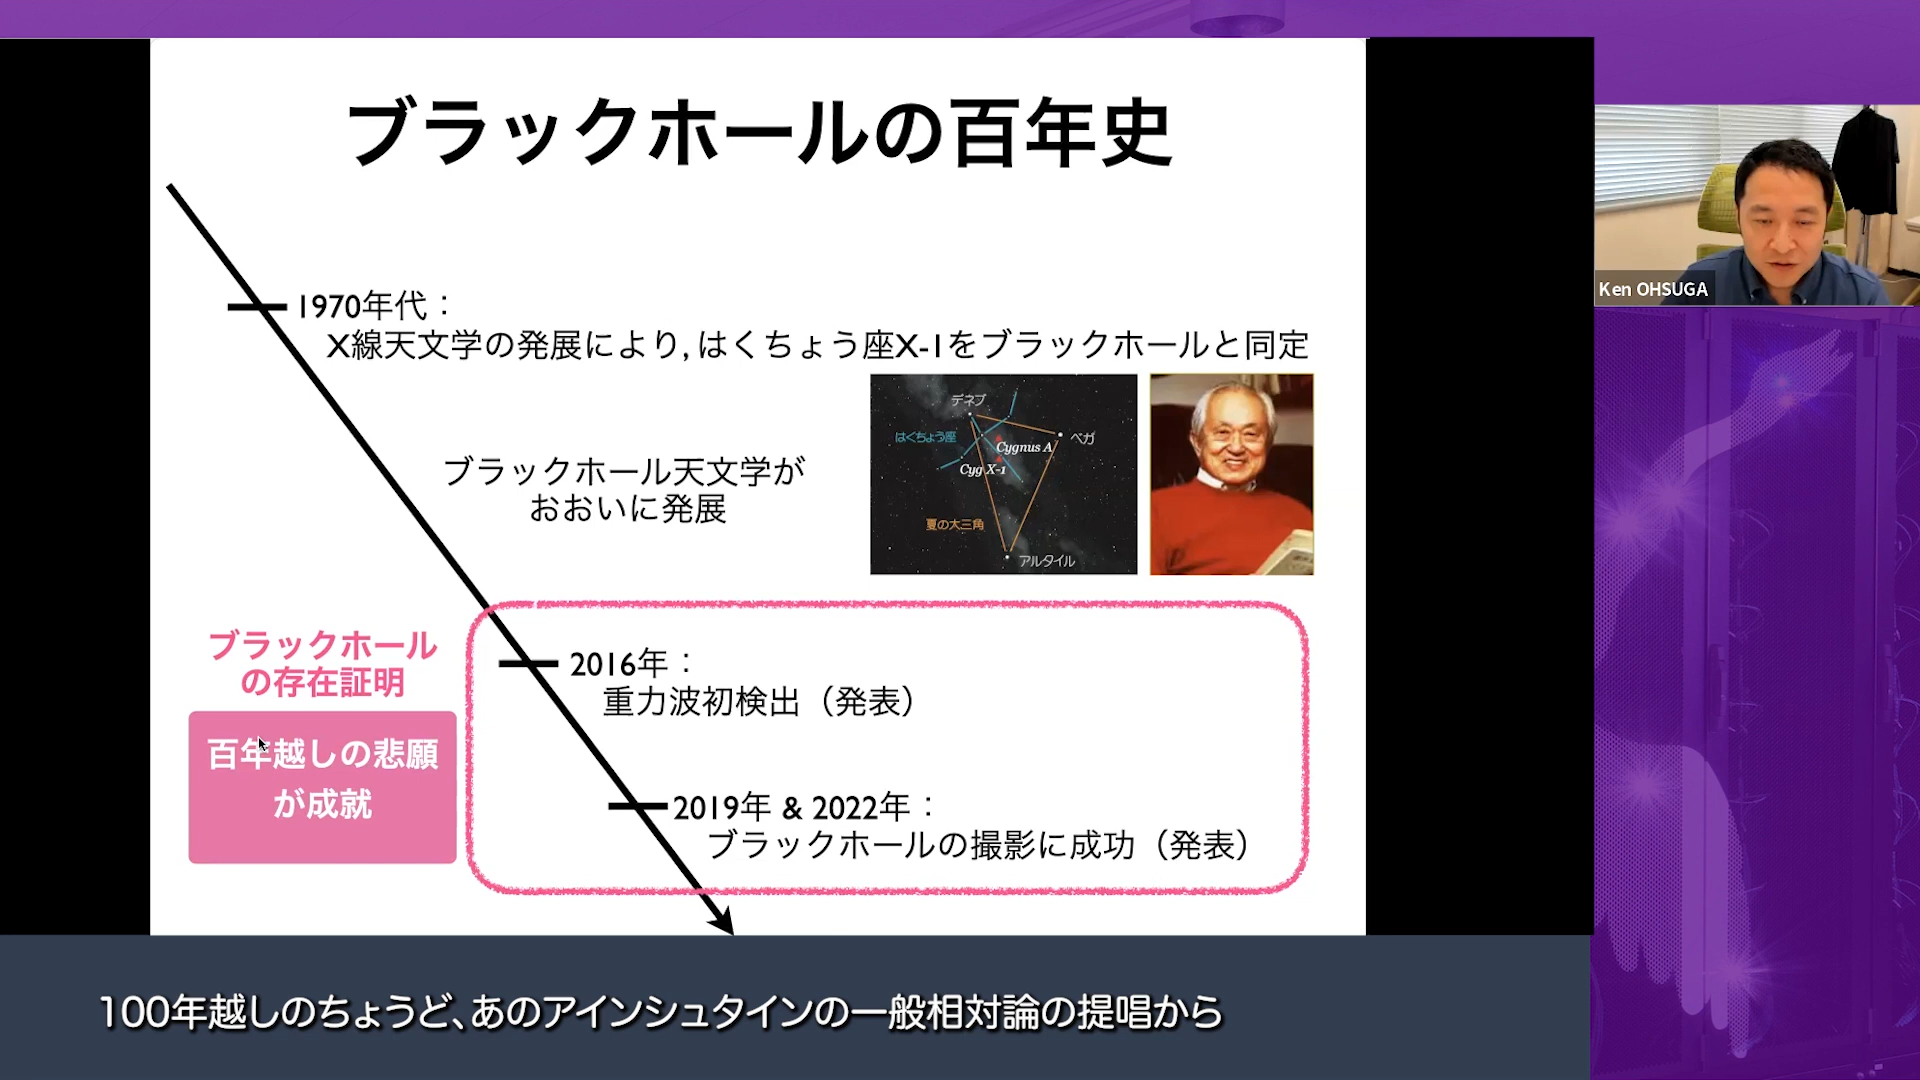 ブラックホールの百年史
1970年代：
X線天文学の発展により, はくちょう座X-1をブラックホールと同定
デネブ
はくちょう座
ベガ
Cygnus A
Cyg X-1
夏の大三角
アルタイル
ブラックホール天文学が
おおいに発展
ブラックホール
の存在証明
百年越しの悲願
が成就
2016年：
重力波初検出（発表）
2019年 & 2022年：
ブラックホールの撮影に成功（発表）
Ken OHSUGA
100年越しのちょうど､あのアインシュタインの一般相対論の提唱から